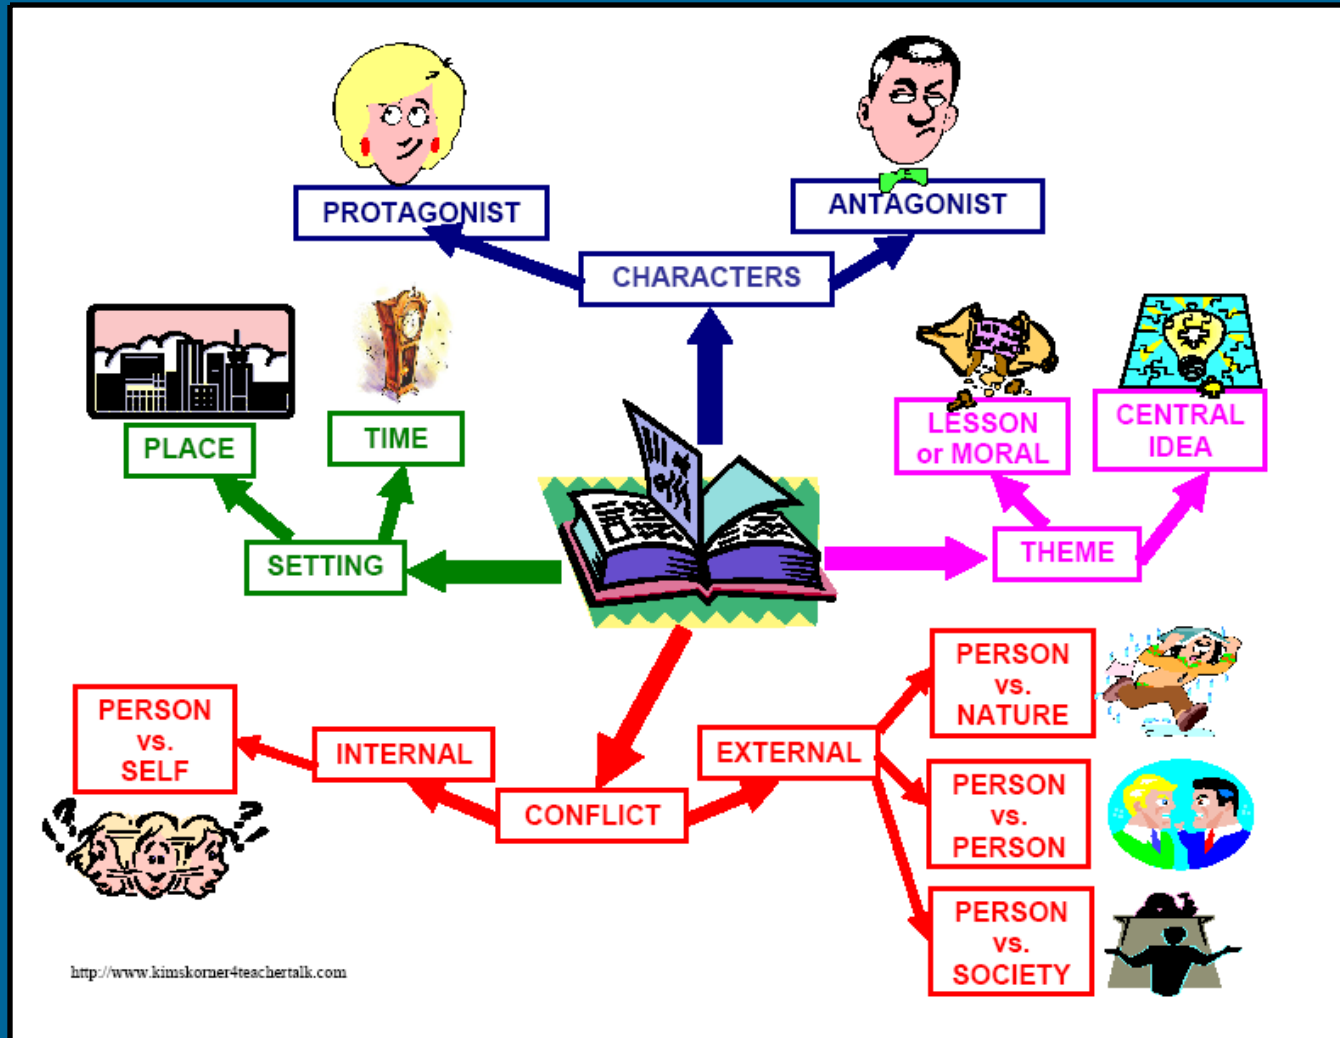 PROTAGONIST
ANTAGONIST
CHARACTERS
PLACE
TIME
SETTING
LESSON
or MORAL
CENTRAL
IDEA
THEME
PERSON
vs.
SELF
INTERNAL
CONFLICT
EXTERNAL
PERSON
vs.
NATURE
PERSON
vs.
PERSON
PERSON
vs.
SOCIETY
http://www.kimskorner4teachertalk.com